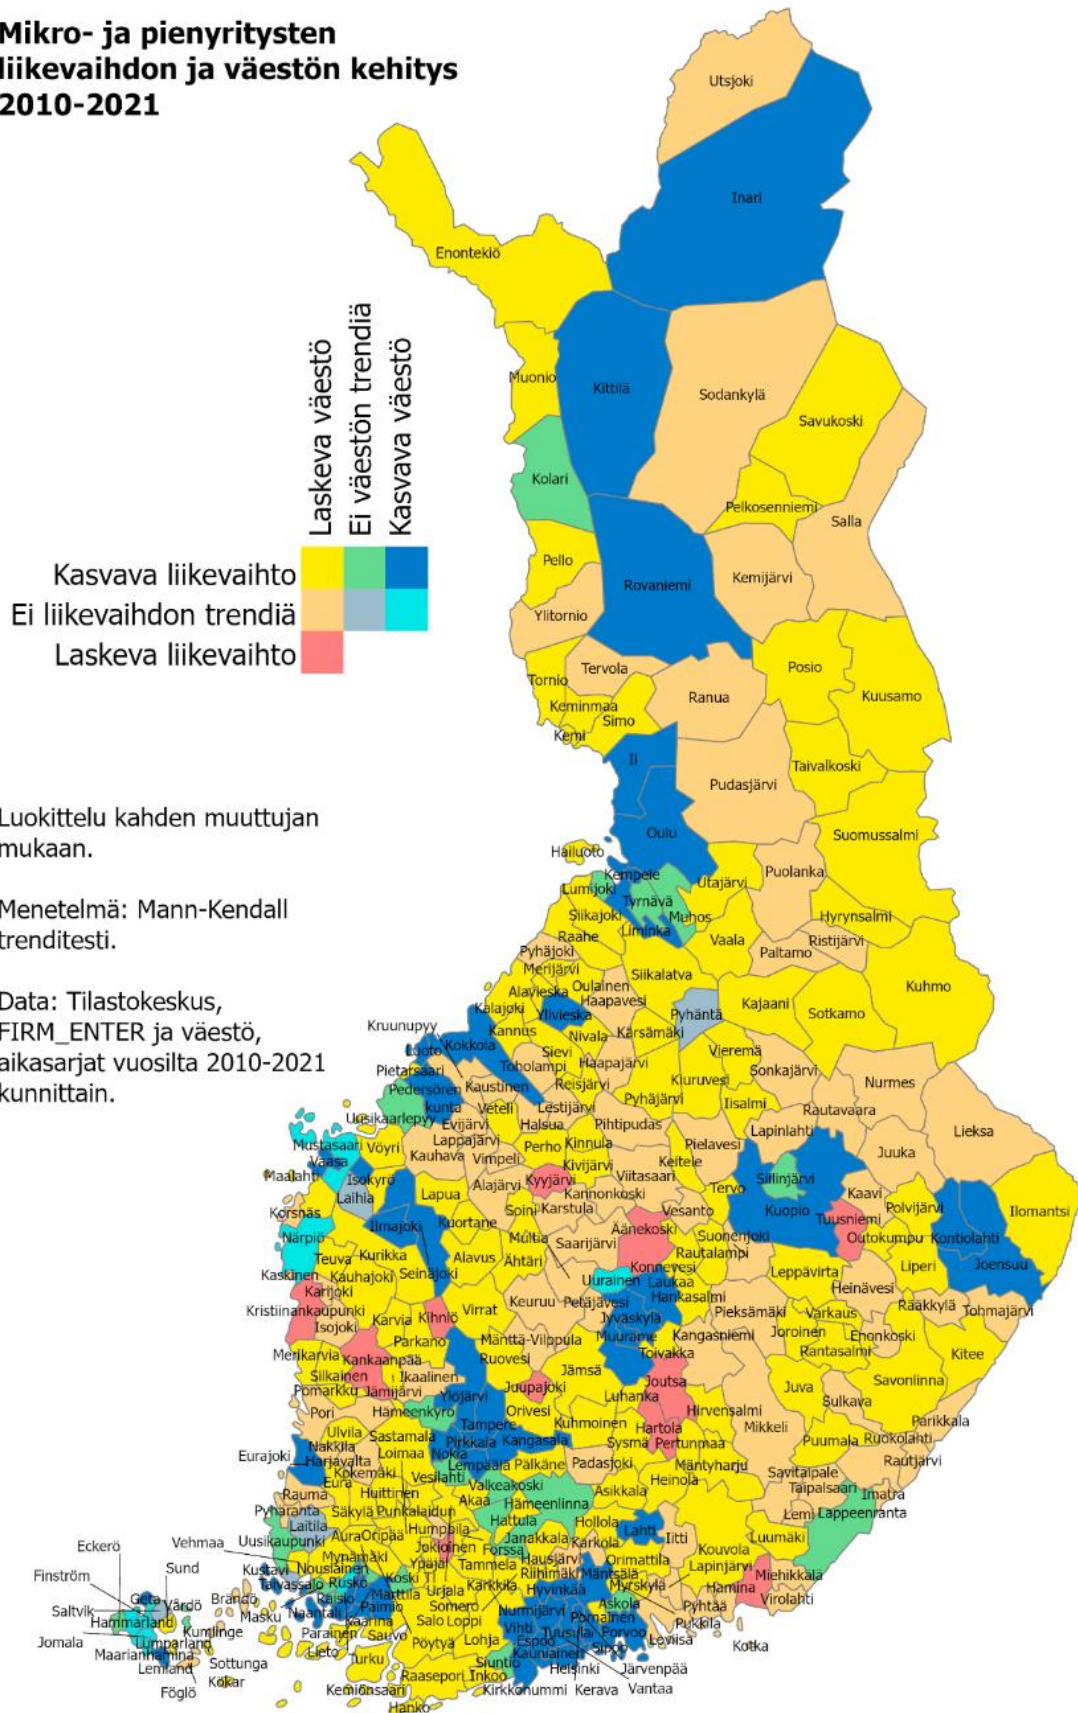 Mikro- ja pienyritysten
liikevaihdon ja väestön kehitys
2010-2021
Laskeva väestö
Ei väestön trendiä
Kasvava väestö
Kasvava liikevaihto
Ei liikevaihdon trendiä
Laskeva liikevaihto
Luokittelu kahden muuttujan
mukaan.
Menetelmä: Mann-Kendall
trenditesti.
Data: Tilastokeskus,
FIRM_ENTER ja väestö,
aikasarjat vuosilta 2010-2021
kunnittain.
Utsjoki
Inari
Enontekiö
Muonio
Kittilä
Sodankylä
Savukoski
Kolari
Pelkosenniemi
Salla
Pello
Rovaniemi
Kemijärvi
Ylitornio
Tervola
Posio
Tornio
Ranua
Kuusamo
Keminmaa
Simo
Kemi
Ii
Taivalkoski
Pudasjärvi
Oulu
Suomussalmi
Hailuoto
Kempele
Puolanka
Lumijoki
Tyrnävä
Utajärvi
Siikajoki
Muhos
Hyrynsalmi
Liminka
Raahe
Vaala
Ristijärvi
Pyhäjoki
Paltamo
Merijärvi
Siikalatva
Oulainen
Kuhmo
Alavieska
Haapavesi
Kajaani
Kalajoki
Ylivieska
Pyhäntä
Sotkamo
Kruunupyy
Kannus
Nivala
Kärsämäki
Kokkola
Luoto
Sievi
Vieremä
Toholampi
Haapajärvi
Sonkajärvi
Pietarsaari
Kaustinen
Reisjärvi
Kiuruvesi
Nurmes
Pedersören
kunta
Pyhäjärvi
Iisalmi
Veteli
Lestijärvi
Rautavaara
Uusikaarlepyy
Evijärvi
Halsua
Pihtipudas
Lapinlahti
Lieksa
Mustasaari
Vöyri
Lappajärvi
Perho
Kinnula
Pielavesi
Juuka
Vaasa
Kauhava
Vimpeli
Keitele
Maalahti
Isokyrö
Alajärvi
Kyyjärvi
Kivijärvi
Viitasaari
Siilinjärvi
Laihia
Lapua
Kannonkoski
Tervo
Kaavi
Polvijärvi
Ilomantsi
Korsnäs
Soini
Karstula
Vesanto
Kuopio
Tuusniemi
Ilmajoki
Kuortane
Äänekoski
Suonenjoki
Outokumpu
Kontiolahti
Närpiö
Multia
Saarijärvi
Rautalampi
Teuva
Kurikka
Alavus
Ähtäri
Konnevesi
Liperi
Joensuu
Kaskinen
Kauhajoki
Seinäjoki
Uurainen
Laukaa
Leppävirta
Heinävesi
Karijoki
Hankasalmi
Kristiinankaupunki
Keuruu
Petäjävesi
Rääkkylä
Tohmajärvi
Isojoki
Karvia
Kihniö
Virrat
Jyväskylä
Pieksämäki
Varkaus
Parkano
Mänttä-Vilppula
Muurame
Kangasniemi
Joroinen
Enonkoski
Merikarvia
Kankaanpää
Ruovesi
Toivakka
Rantasalmi
Kitee
Siikainen
Ikaalinen
Jämsä
Joutsa
Savonlinna
Pomarkku
Jämijärvi
Ylöjärvi
Juupajoki
Luhanka
Juva
Sulkava
Pori
Hämeenkyrö
Orivesi
Hirvensalmi
Tampere
Kuhmoinen
Hartola
Mikkeli
Parikkala
Ulvila
Sastamala
Pirkkala
Kangasala
Sysmä
Pertunmaa
Puumala
Ruokolahti
Eurajoki
Nakkila
Loimaa
Nokia
Rautjärvi
Harjavalta
Lempäälä
Pälkäne
Padasjoki
Mäntyharju
Savitaipale
Kokemäki
Vesilahti
Heinola
Taipalsaari
Eura
Huittinen
Valkeakoski
Asikkala
Imatra
Rauma
Akaa
Hämeenlinna
Lemi
Lappeenranta
Pyhäranta
Säkylä
Punkalaidun
Hattula
Hollola
Laitila
Humppila
Lahti
Iitti
Luumäki
Vehmaa
Uusikaupunki
Aura
Oripää
Janakkala
Kärkölä
Kouvola
Eckerö
Mynämäki
Jokioinen
Forssa
Hausjärvi
Orimattila
Lapinjärvi
Miehikkälä
Sund
Kustavi
Nousiainen
Ypäjä
Tammela
Riihimäki
Mäntsälä
Finström
Taivassalo
Rusko
Koski Tl
Urjala
Kärkkilä
Hyvinkää
Myrskylä
Hamina
Virolahti
Geta
Vårdö
Brändö
Raisio
Marttila
Askola
Saltvik
Masku
Naantali
Paimio
Somero
Nurmijärvi
Pornainen
Pyhtää
Hammarland
Kumlinge
Kaarina
Salo
Loppi
Vihti
Tuusula
Porvoo
Pukkila
Jomala
Lumparland
Parainen
Sauvo
Pöytyä
Lohja
Espoo
Sipoo
Loviisa
Kotka
Maarianhamina
Lieto
Kauniainen
Lemland
Sottunga
Turku
Siuntio
Helsinki
Järvenpää
Föglö
Kökar
Kemiönsaari
Raasepori
Inkoo
Kirkkonummi
Kerava
Vantaa
Hanko